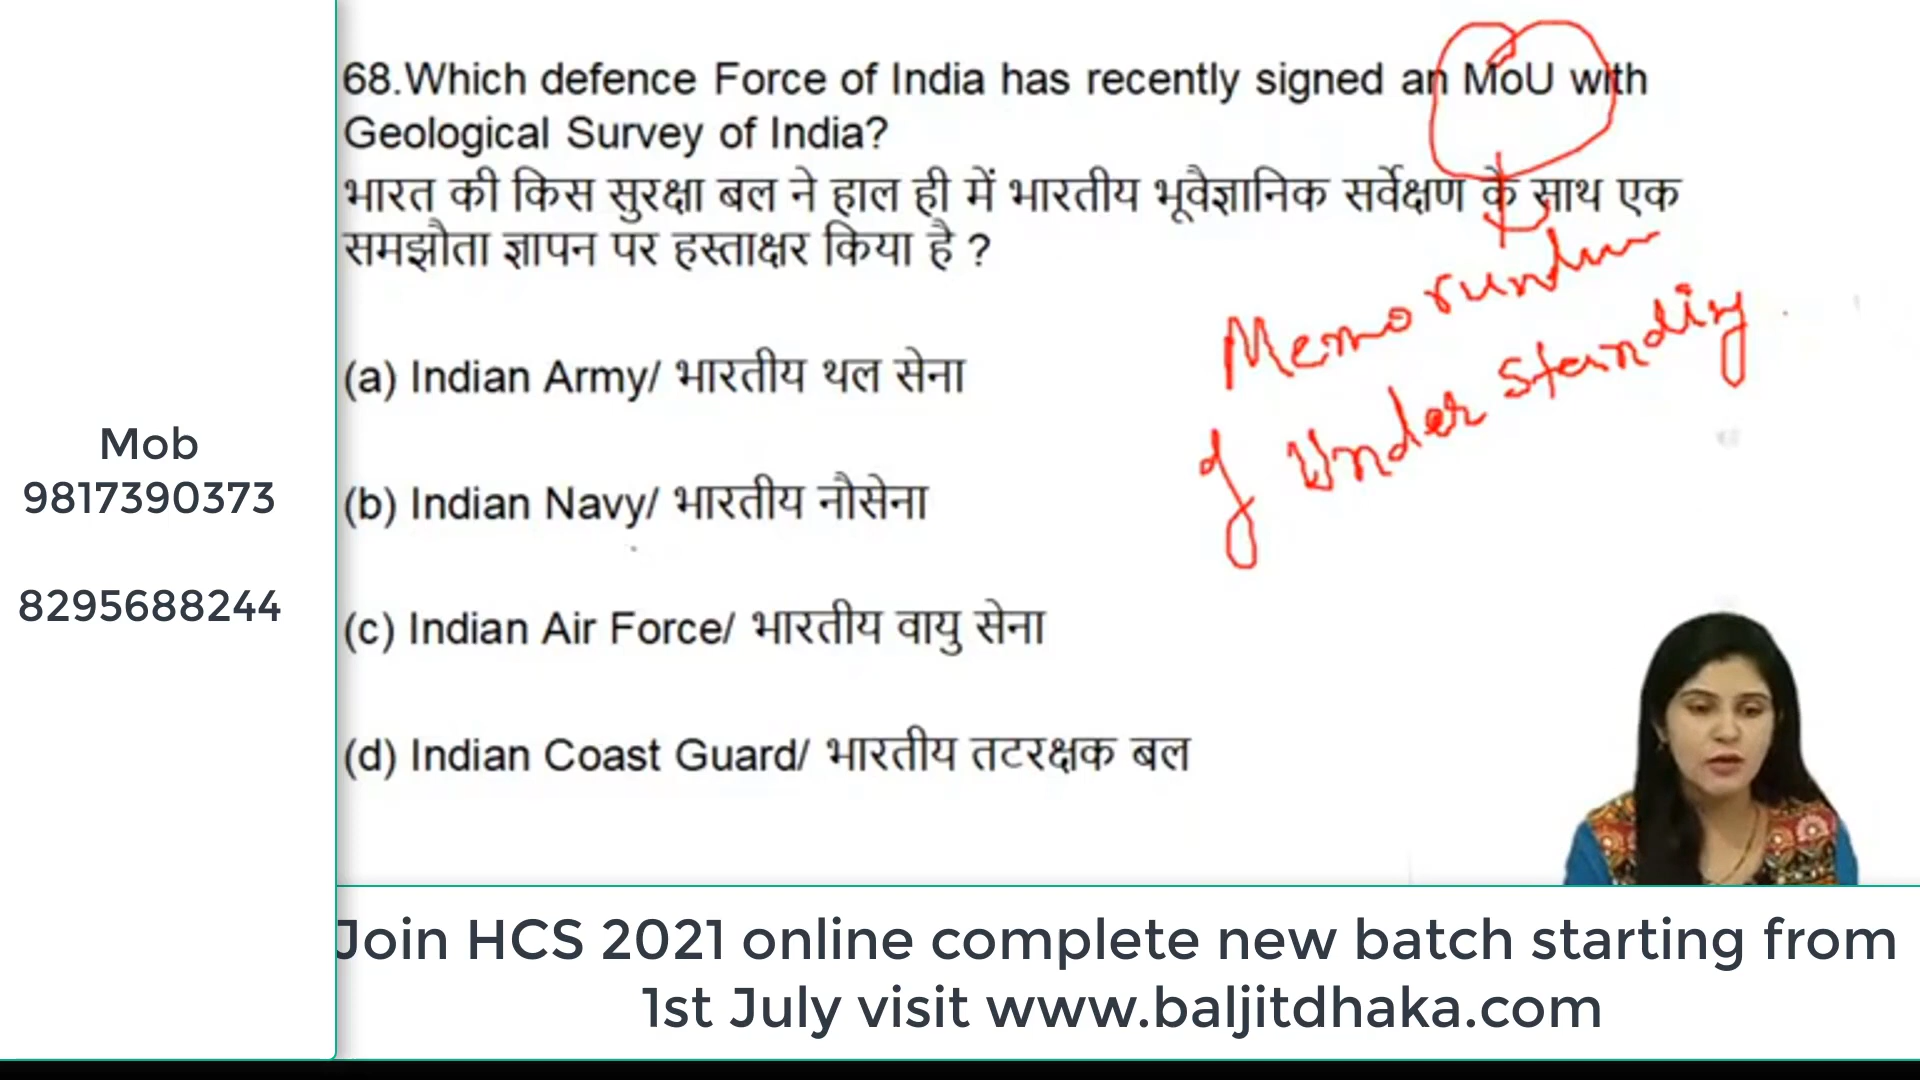 68.Which defence Force of India has recently signed an MoU with
Geological Survey of India?
भारत की किस सुरक्षा बल ने हाल ही में भारतीय भूवैज्ञानिक सर्वेक्षण के साथ एक
समझौता ज्ञापन पर हस्ताक्षर किया है ?
Memorundum
of Understanding
(a) Indian Army/ भारतीय थल सेना
(b) Indian Navy/ भारतीय नौसेना
(c) Indian Air Force/ भारतीय वायु सेना
(d) Indian Coast Guard/ भारतीय तटरक्षक बल
Mob
9817390373
8295688244
Join HCS 2021 online complete new batch starting from
1st July visit www.baljitdhaka.com